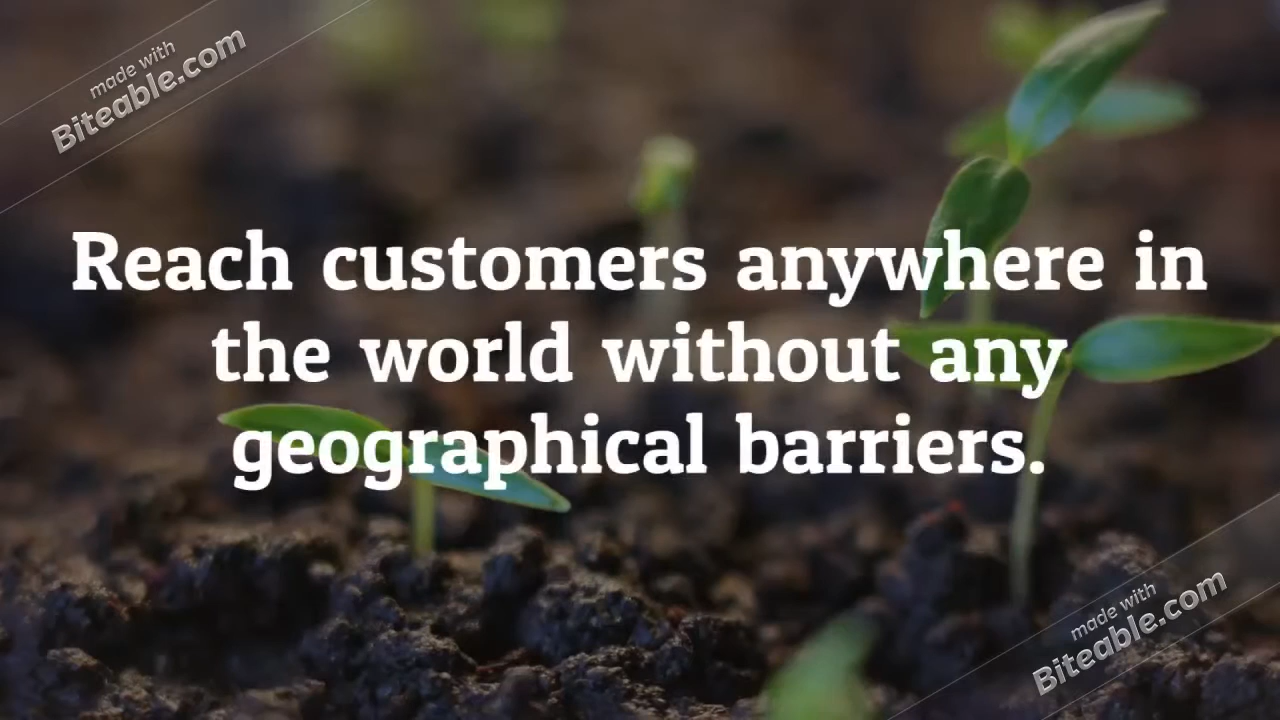 made with
Biteable.com
Reach customers anywhere in
the world without any
geographical barriers.
made with
Biteable.com